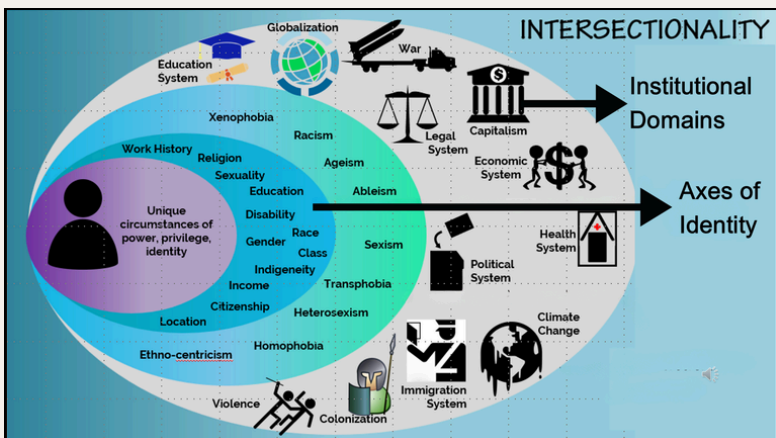 INTERSECTIONALITY
Globalization
Education
System
War
Legal
System
$
Capitalism
Institutional
Domains
Economic
System
$
Xenophobia
Racism
Ageism
Ableism
Sexism
Transphobia
Heterosexism
Homophobia
Ethno-centricism
Work History
Religion
Sexuality
Education
Disability
Race
Gender
Class
Indigeneity
Income
Citizenship
Location
Unique
circumstances of
power, privilege,
identity
Axes of
Identity
Health
System
Political
System
Climate
Change
Immigration
System
Colonization
Violence